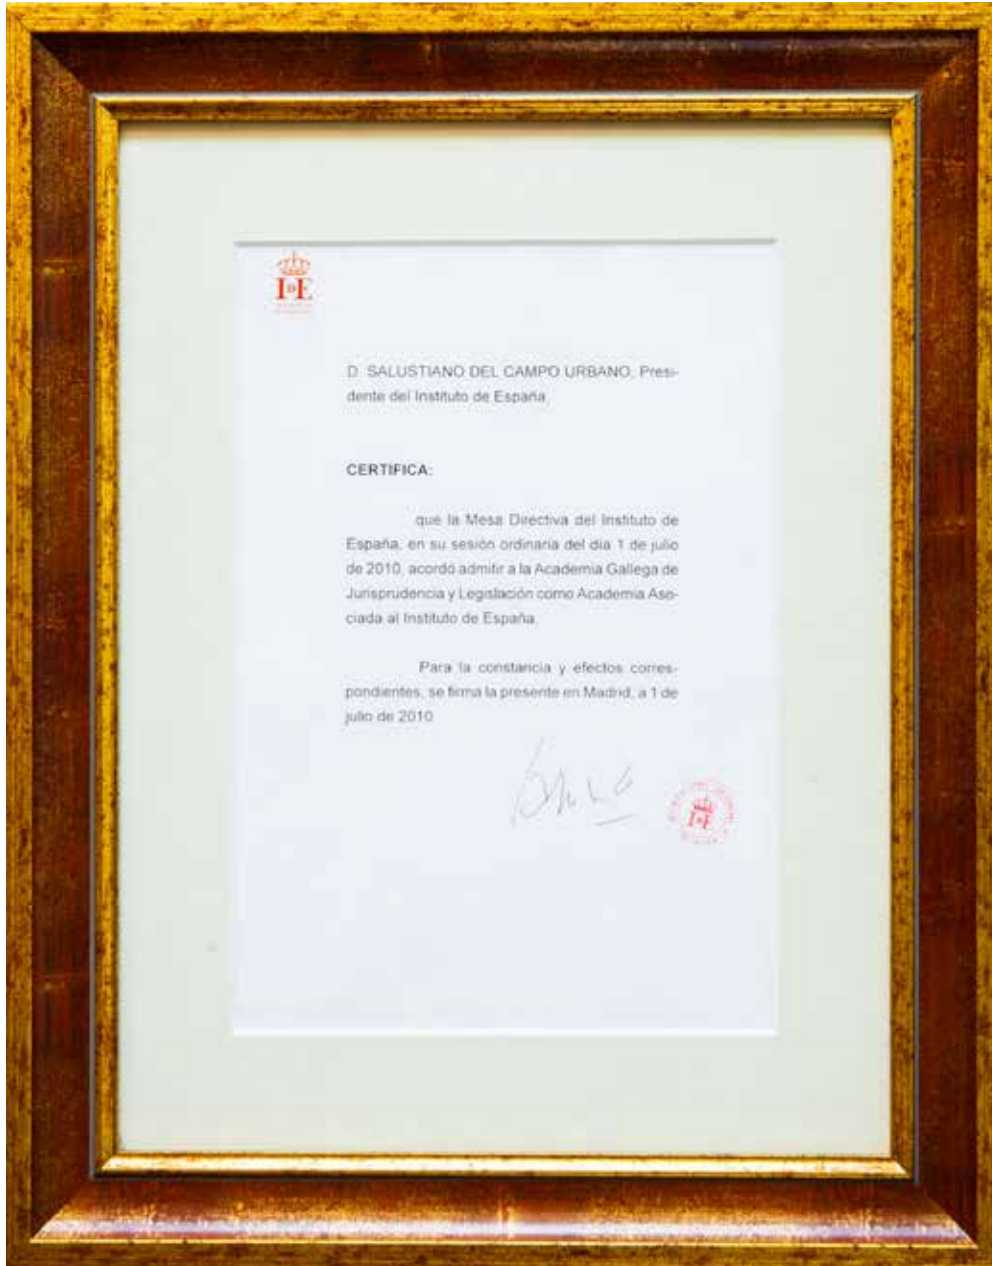 IDE
D. SALUSTIANO DEL CAMPO URBANO, Presi-
dente del Instituto de España,
CERTIFICA:
que la Mesa Directiva del Instituto de
España, en su sesión ordinaria del día 1 de julio
de 2010, acordó admitir a la Academia Gallega de
Jurisprudencia y Legislación como Academia Aso-
ciada al Instituto de España.
Para la constancia y efectos corres-
pondientes, se firma la presente en Madrid, a 1 de
julio de 2010
IDE